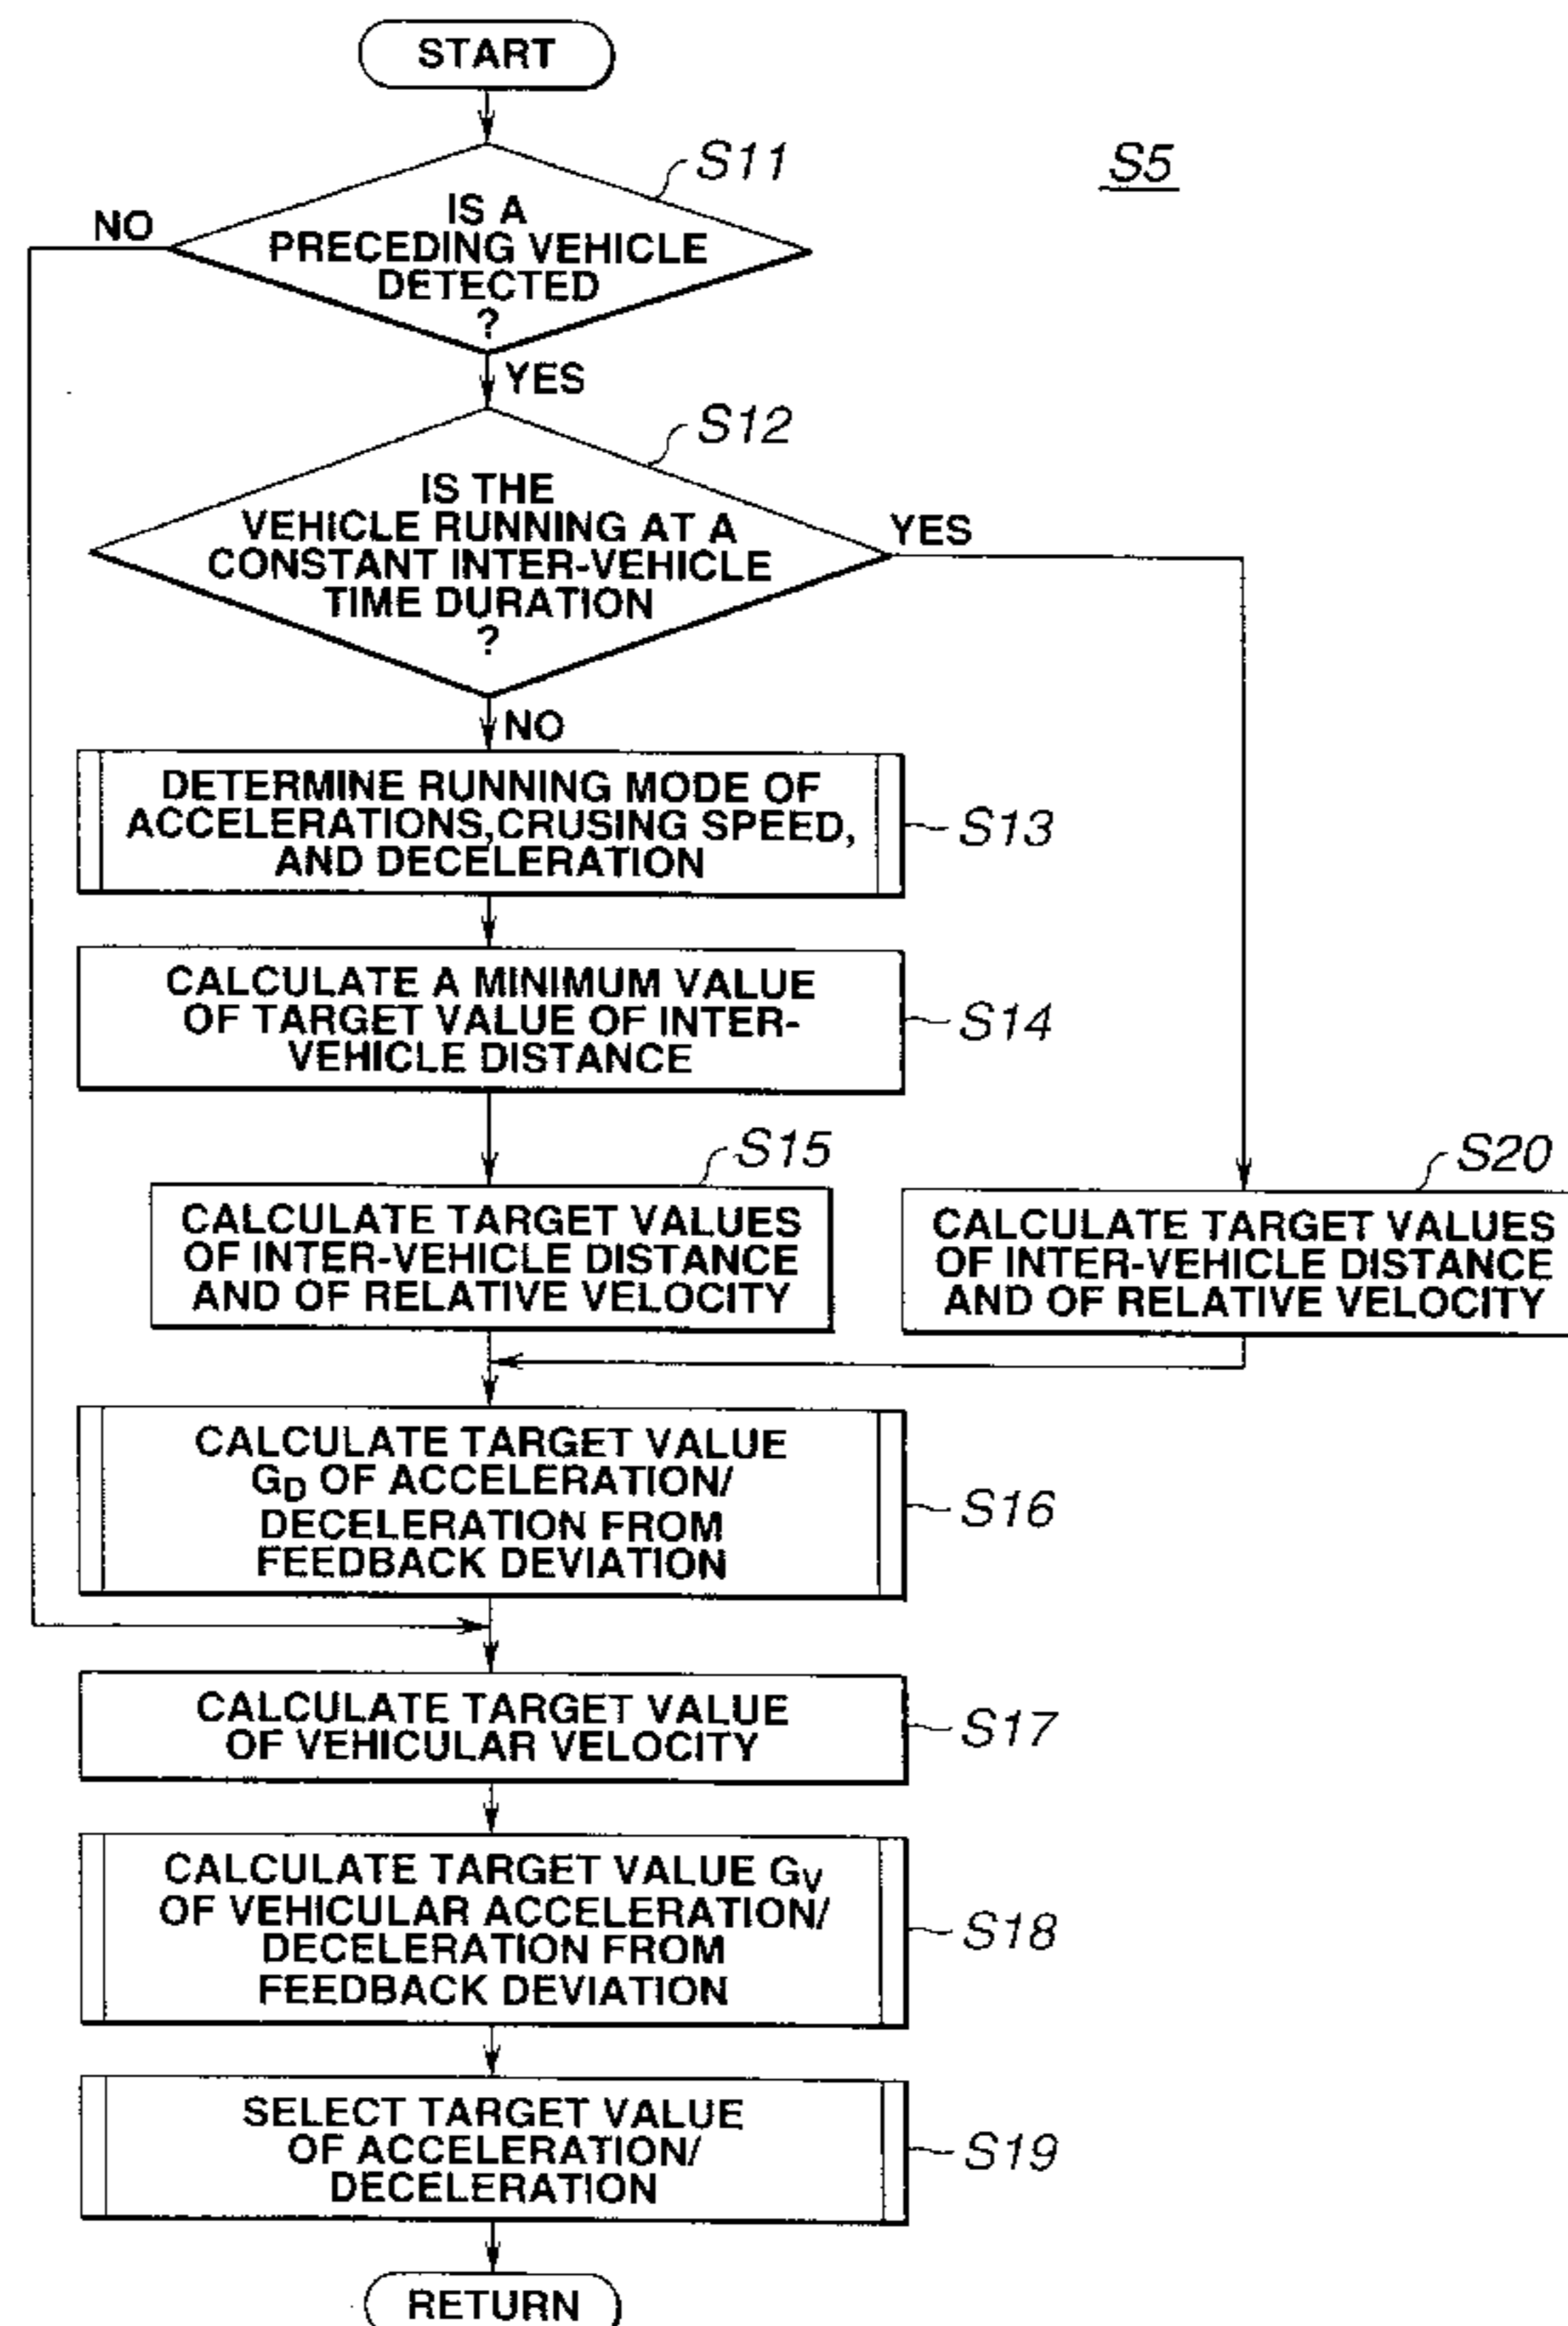 START
S11
S5
NO
IS A
PRECEDING VEHICLE
DETECTED
?
YES
S12
IS THE
VEHICLE RUNNING AT A
CONSTANT INTER-VEHICLE
TIME DURATION
?
YES
NO
DETERMINE RUNNING MODE OF
ACCELERATIONS,CRUSING SPEED,
AND DECELERATION
S13
CALCULATE A MINIMUM VALUE
OF TARGET VALUE OF INTER-
VEHICLE DISTANCE
S14
S15
CALCULATE TARGET VALUES
OF INTER-VEHICLE DISTANCE
AND OF RELATIVE VELOCITY
S20
CALCULATE TARGET VALUES
OF INTER-VEHICLE DISTANCE
AND OF RELATIVE VELOCITY
CALCULATE TARGET VALUE
GD OF ACCELERATION/
DECELERATION FROM
FEEDBACK DEVIATION
S16
CALCULATE TARGET VALUE
OF VEHICULAR VELOCITY
S17
CALCULATE TARGET VALUE GV
OF VEHICULAR ACCELERATION/
DECELERATION FROM
FEEDBACK DEVIATION
S18
SELECT TARGET VALUE
OF ACCELERATION/
DECELERATION
S19
RETURN